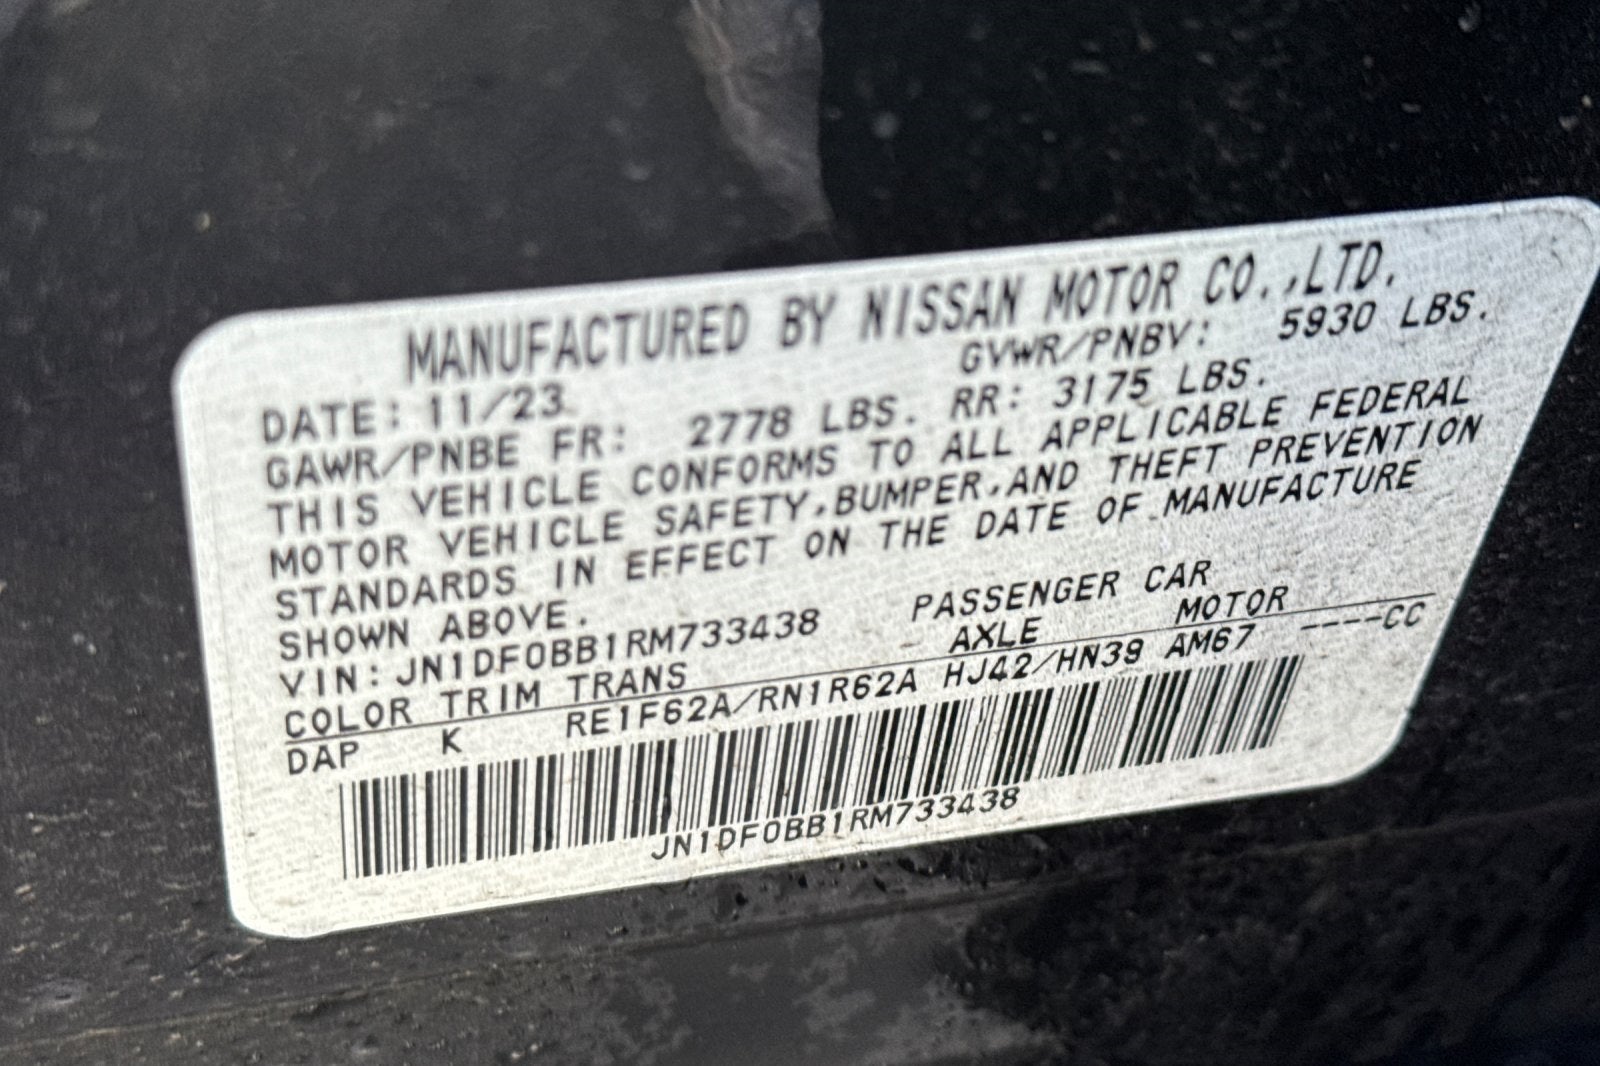 MANUFACTURED BY NISSAN MOTOR CO.,LTD.
DATE: 11/23 GVWR/PNBV: 5930 LBS.
GAWR/PNBE FR: 2778 LBS. RR: 3175 LBS.
THIS VEHICLE CONFORMS TO ALL APPLICABLE FEDERAL
MOTOR VEHICLE SAFETY,BUMPER,AND THEFT PREVENTION
STANDARDS IN EFFECT ON THE DATE OF MANUFACTURE
SHOWN ABOVE.
VIN: JN1DF0BB1RM733438 PASSENGER CAR
COLOR TRIM TRANS AXLE MOTOR
DAP K RE1F62A/RN1R62A HJ42/HN39 AM67 ----CC
JN1DF0BB1RM733438